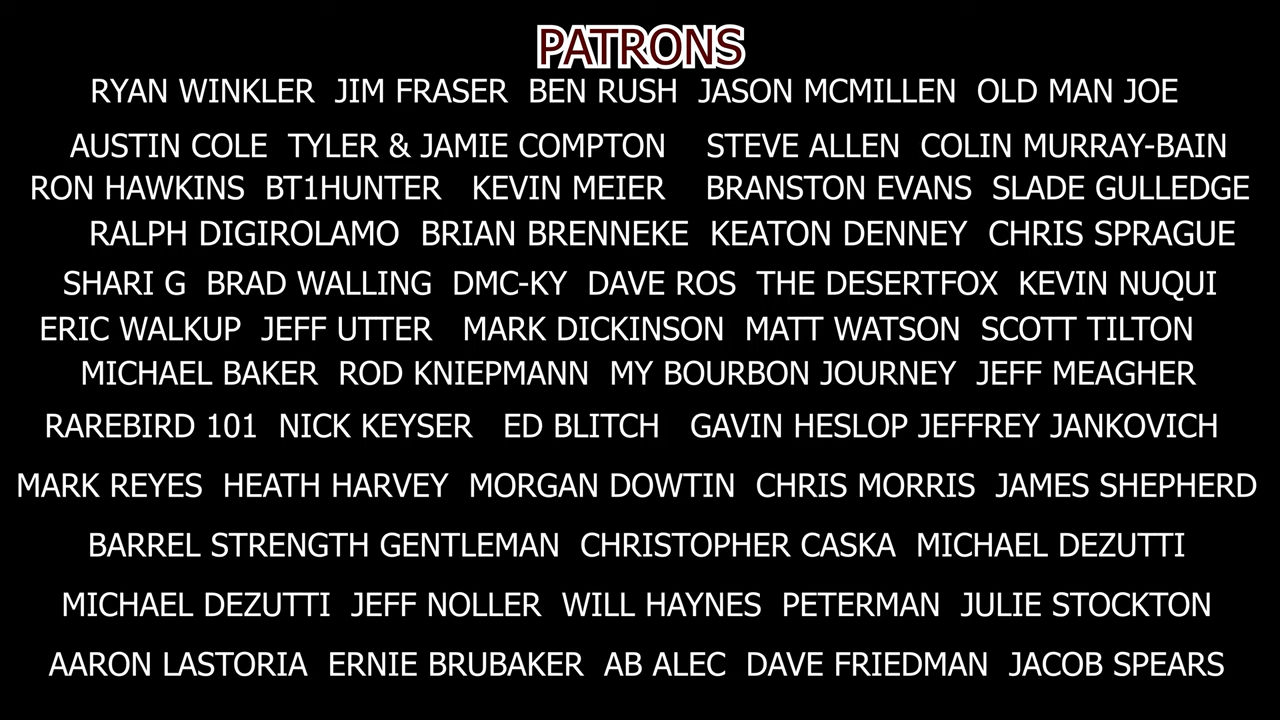 PATRONS
RYAN WINKLER JIM FRASER BEN RUSH JASON MCMILLEN OLD MAN JOE
AUSTIN COLE TYLER & JAMIE COMPTON STEVE ALLEN COLIN MURRAY-BAIN
RON HAWKINS BT1HUNTER KEVIN MEIER BRANSTON EVANS SLADE GULLEDGE
RALPH DIGIROLAMO BRIAN BRENNEKE KEATON DENNEY CHRIS SPRAGUE
SHARI G BRAD WALLING DMC-KY DAVE ROS THE DESERTFOX KEVIN NUQUI
ERIC WALKUP JEFF UTTER MARK DICKINSON MATT WATSON SCOTT TILTON
MICHAEL BAKER ROD KNIEPMANN MY BOURBON JOURNEY JEFF MEAGHER
RAREBIRD 101 NICK KEYSER ED BLITCH GAVIN HESLOP JEFFREY JANKOVICH
MARK REYES HEATH HARVEY MORGAN DOWTIN CHRIS MORRIS JAMES SHEPHERD
BARREL STRENGTH GENTLEMAN CHRISTOPHER CASKA MICHAEL DEZUTTI
MICHAEL DEZUTTI JEFF NOLLER WILL HAYNES PETERMAN JULIE STOCKTON
AARON LASTORIA ERNIE BRUBAKER AB ALEC DAVE FRIEDMAN JACOB SPEARS